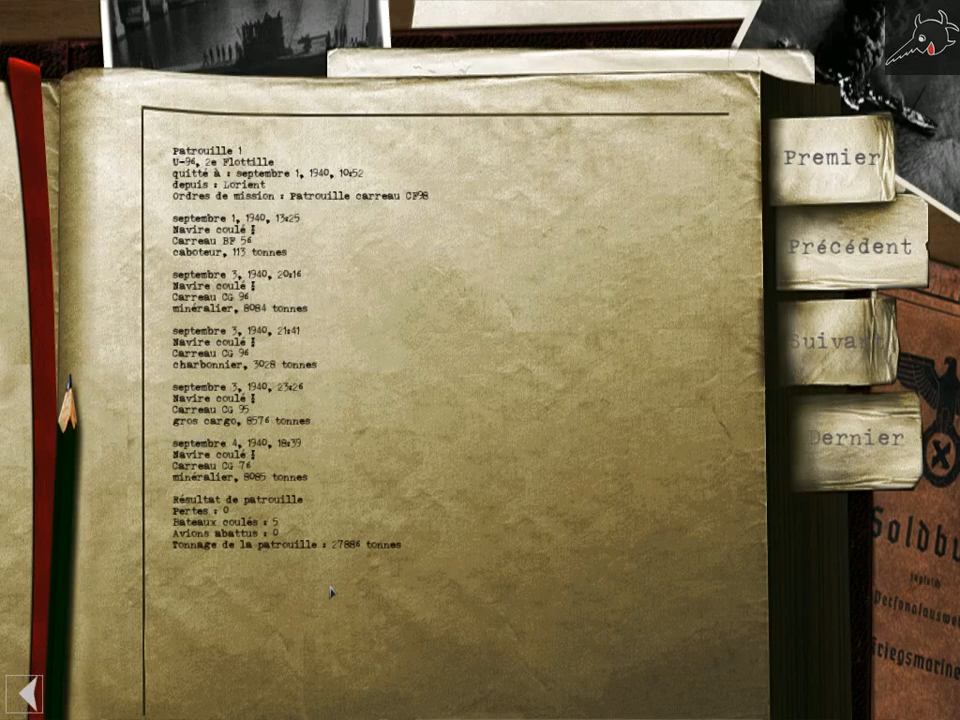 Patrouille 1
U-96, 2e Flottille
quitté à : septembre 1, 1940, 10:52
depuis : Lorient
Ordres de mission : Patrouille carreau CF98
septembre 1, 1940, 13:25
Navire coulé !
Carreau BF 56
caboteur, 113 tonnes
septembre 3, 1940, 20:16
Navire coulé !
Carreau CG 96
minéralier, 8084 tonnes
septembre 3, 1940, 21:41
Navire coulé !
Carreau CG 96
charbonnier, 3028 tonnes
septembre 3, 1940, 23:26
Navire coulé !
Carreau CG 95
gros cargo, 8576 tonnes
septembre 4, 1940, 18:39
Navire coulé !
Carreau CG 76
minéralier, 8085 tonnes
Résultat de patrouille
Pertes : 0
Bateaux coulés : 5
Avions abattus : 0
Tonnage de la patrouille : 27886 tonnes
Premier
Précédent
Suivant
Dernier
Soldbu
zugleich
Personalauswei
Kriegsmarine